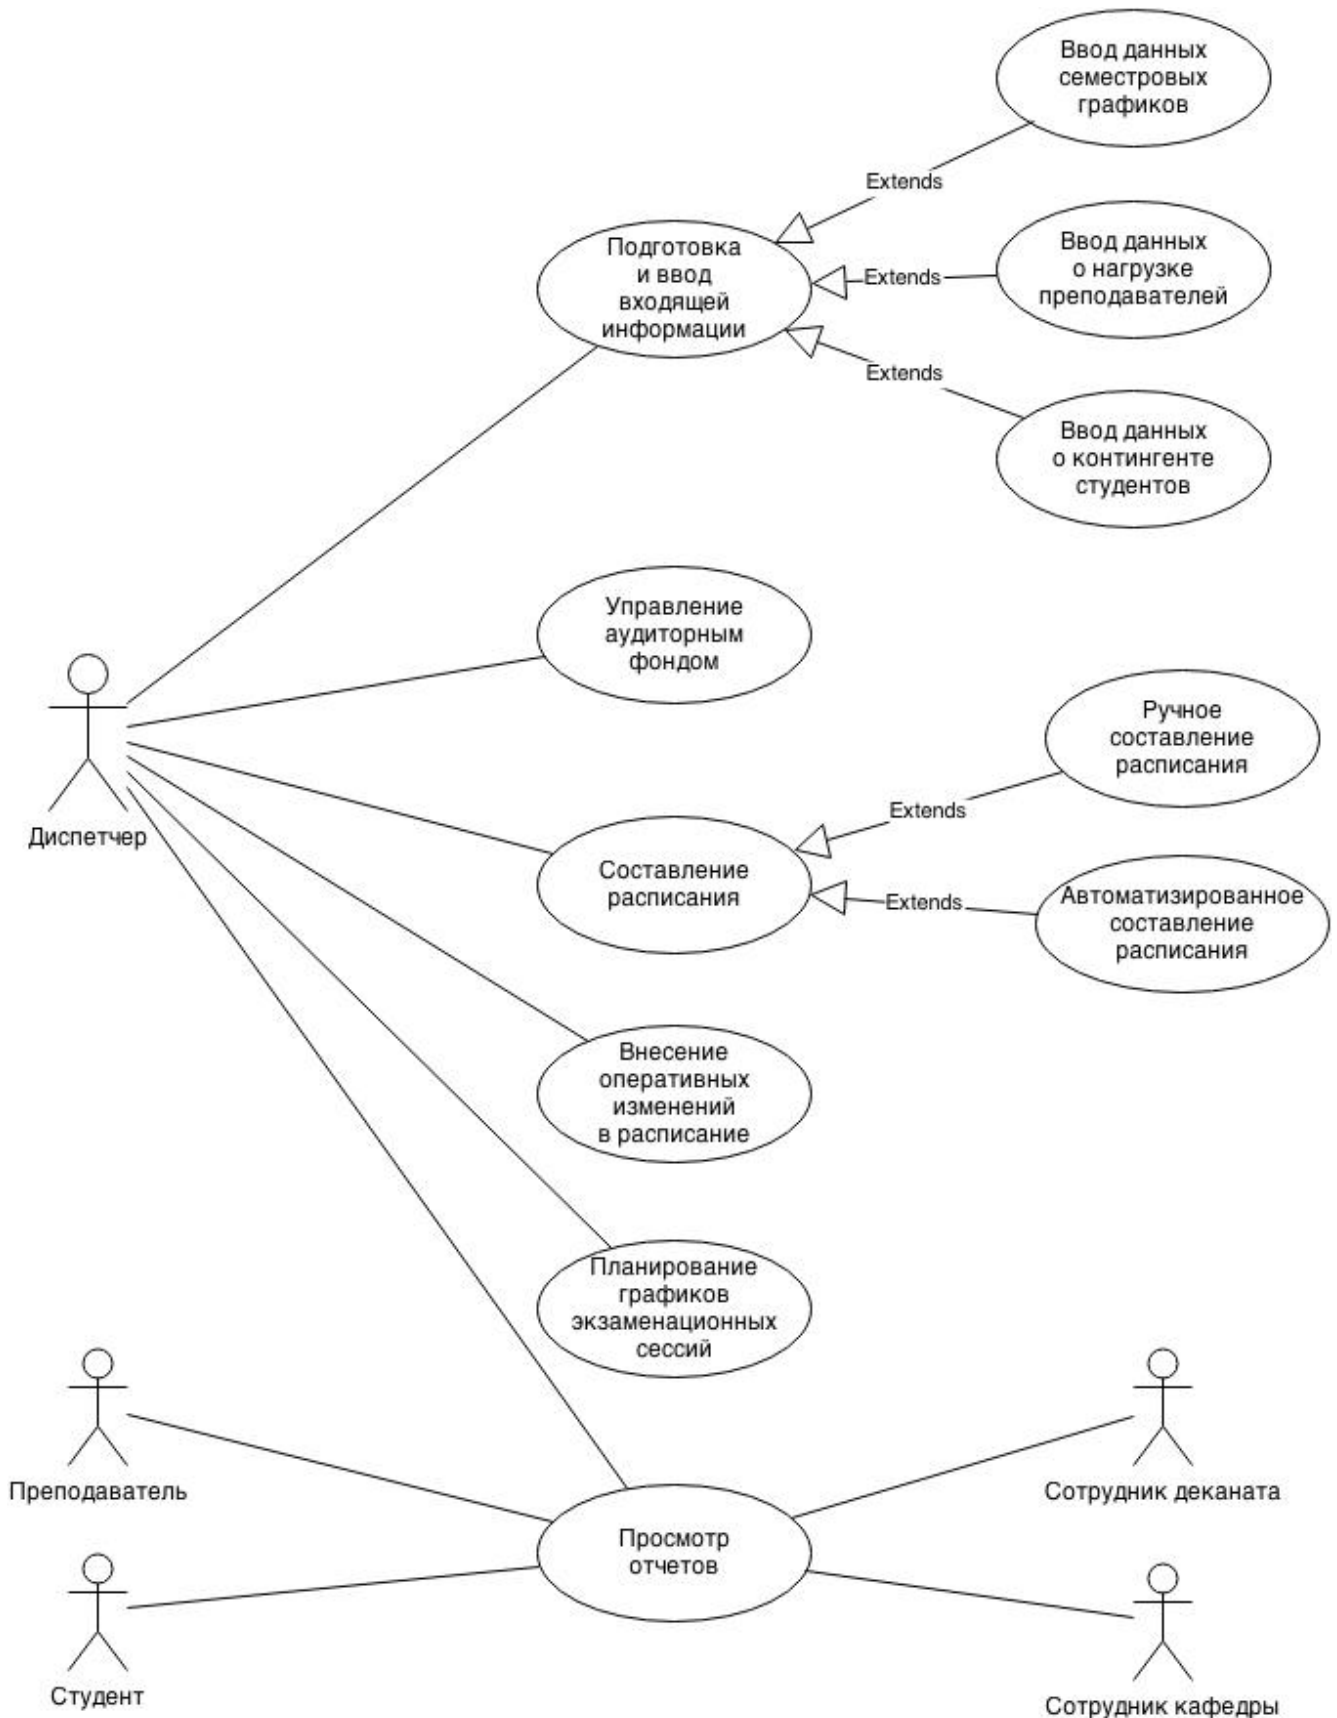 Ввод данных
семестровых
графиков
Extends
Подготовка
и ввод
входящей
информации
Ввод данных
о нагрузке
преподавателей
Extends
Extends
Ввод данных
о контингенте
студентов
Управление
аудиторным
фондом
Диспетчер
Ручное
составление
расписания
Extends
Составление
расписания
Extends
Автоматизированное
составление
расписания
Внесение
оперативных
изменений
в расписание
Планирование
графиков
экзаменационных
сессий
Преподаватель
Сотрудник деканата
Просмотр
отчетов
Студент
Сотрудник кафедры